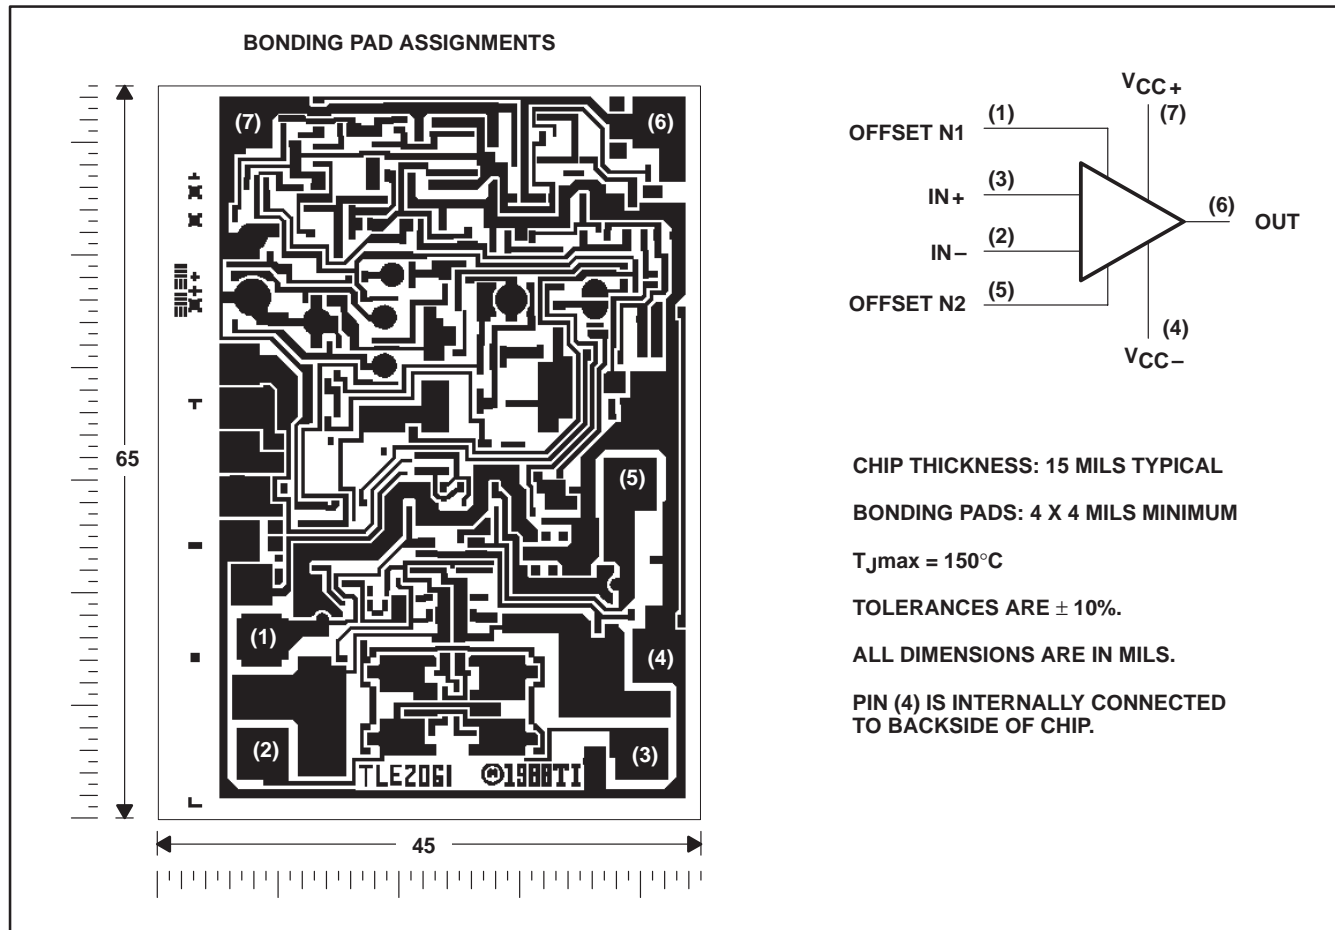 BONDING PAD ASSIGNMENTS
(7)
(6)
65
(5)
(1)
(4)
(2)
(3)
TLE2061 ©1988TI
45
VCC+
(1)
(7)
OFFSET N1
(3)
IN+
(6)
OUT
(2)
IN−
(5)
OFFSET N2
(4)
VCC−
CHIP THICKNESS: 15 MILS TYPICAL
BONDING PADS: 4 X 4 MILS MINIMUM
TJmax = 150°C
TOLERANCES ARE ± 10%.
ALL DIMENSIONS ARE IN MILS.
PIN (4) IS INTERNALLY CONNECTED
TO BACKSIDE OF CHIP.